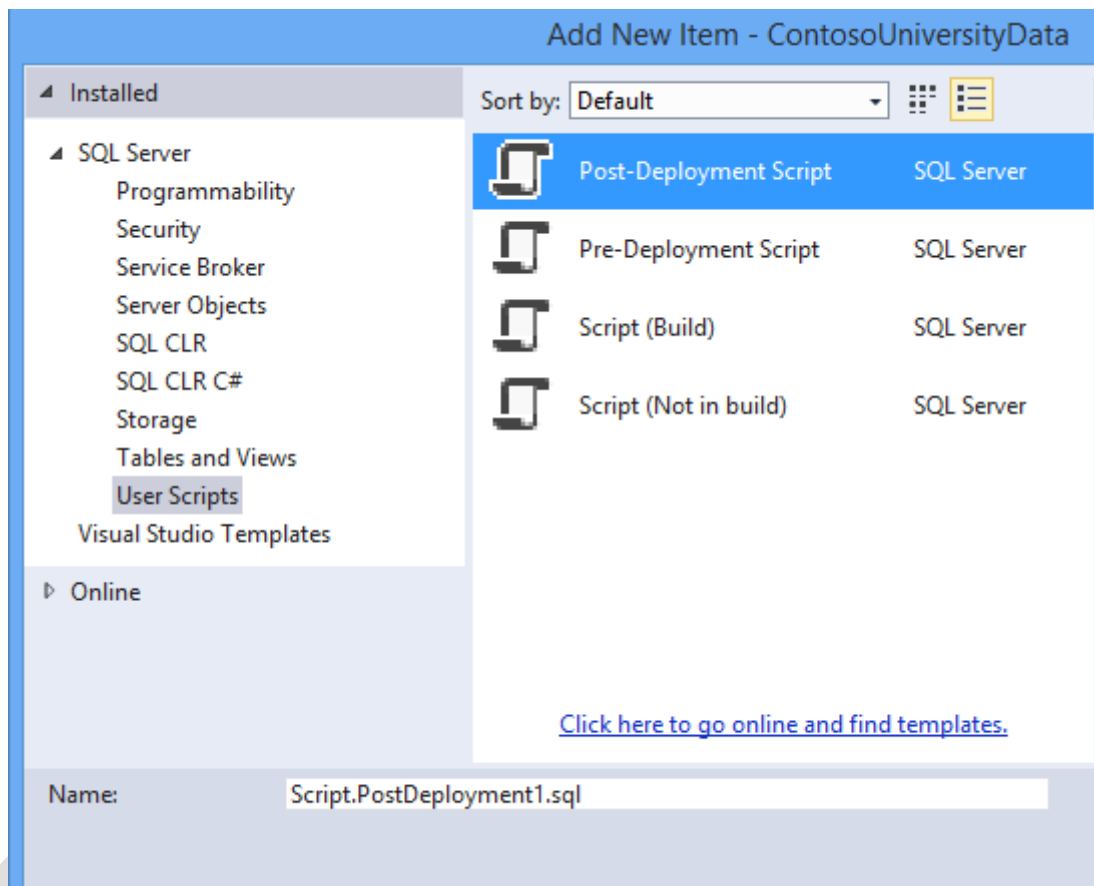 Add New Item - ContosoUniversityData
Installed
SQL Server
Programmability
Security
Service Broker
Server Objects
SQL CLR
SQL CLR C#
Storage
Tables and Views
User Scripts
Visual Studio Templates
Online
Sort by: Default
Post-Deployment Script SQL Server
Pre-Deployment Script SQL Server
Script (Build) SQL Server
Script (Not in build) SQL Server
Click here to go online and find templates.
Name: Script.PostDeployment1.sql